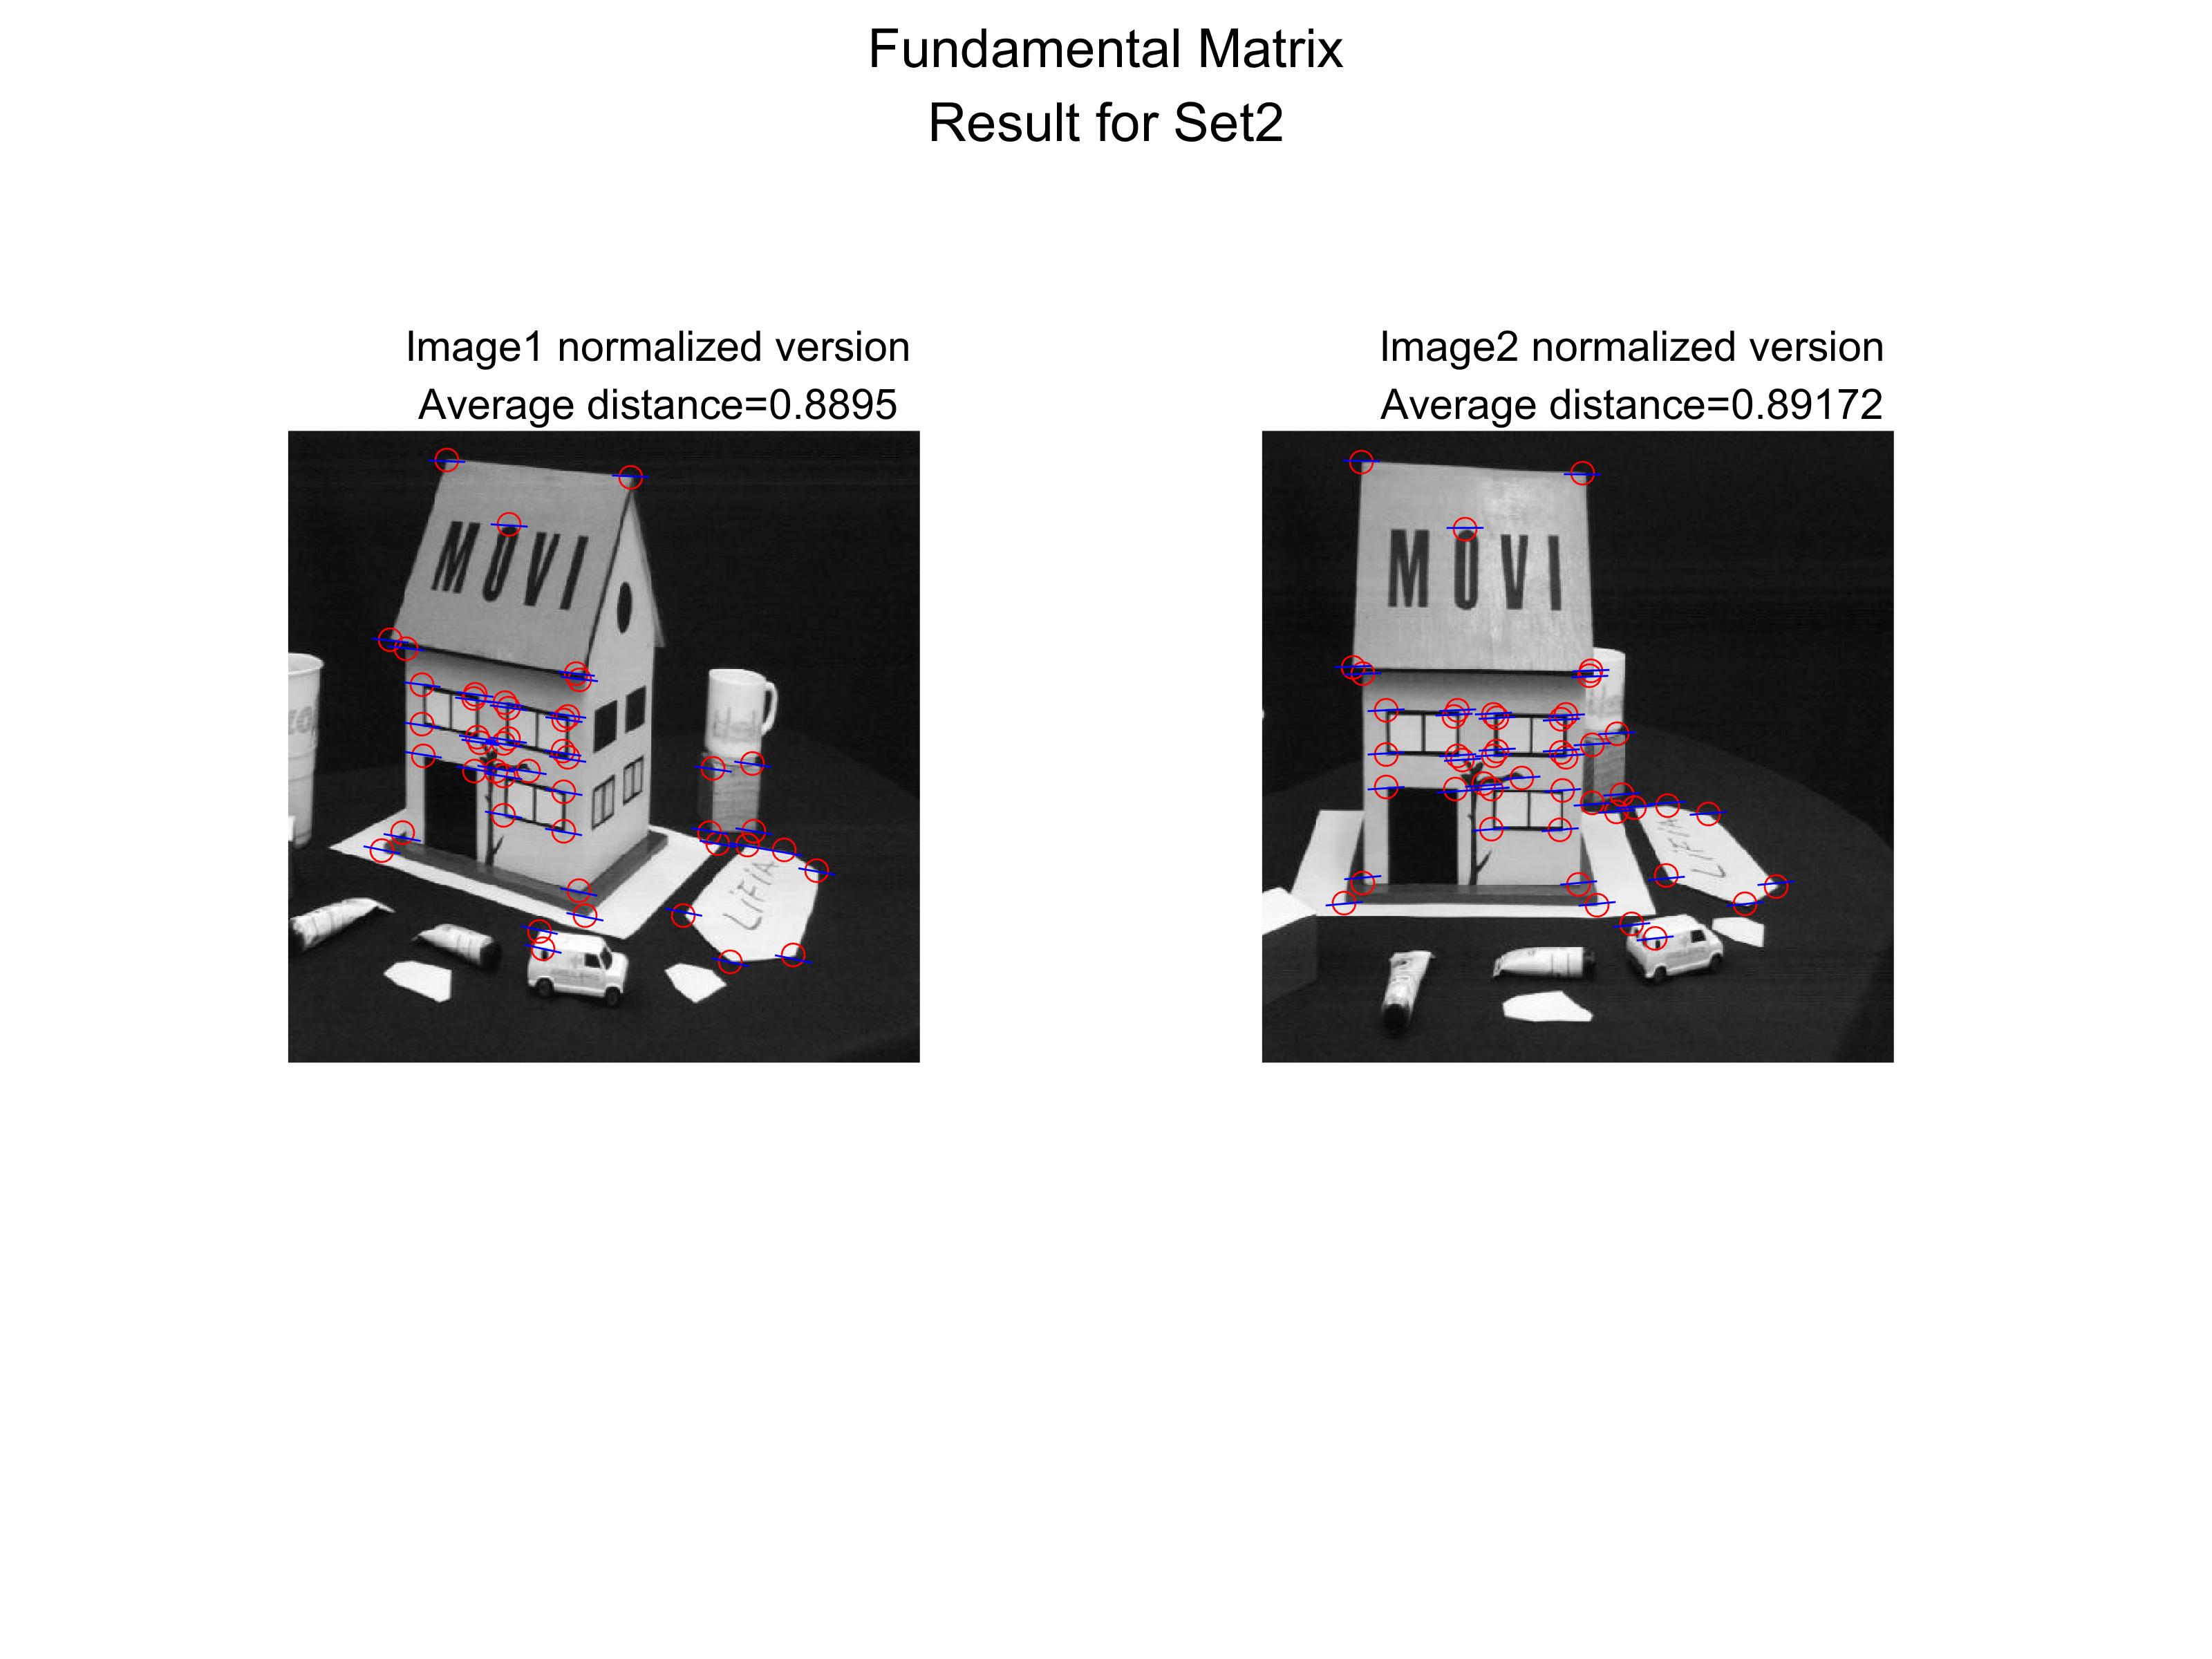 Fundamental Matrix
Result for Set2
Image1 normalized version
Average distance=0.8895
Image2 normalized version
Average distance=0.89172
MOVI
MOVI
LiFiA
LiFiA